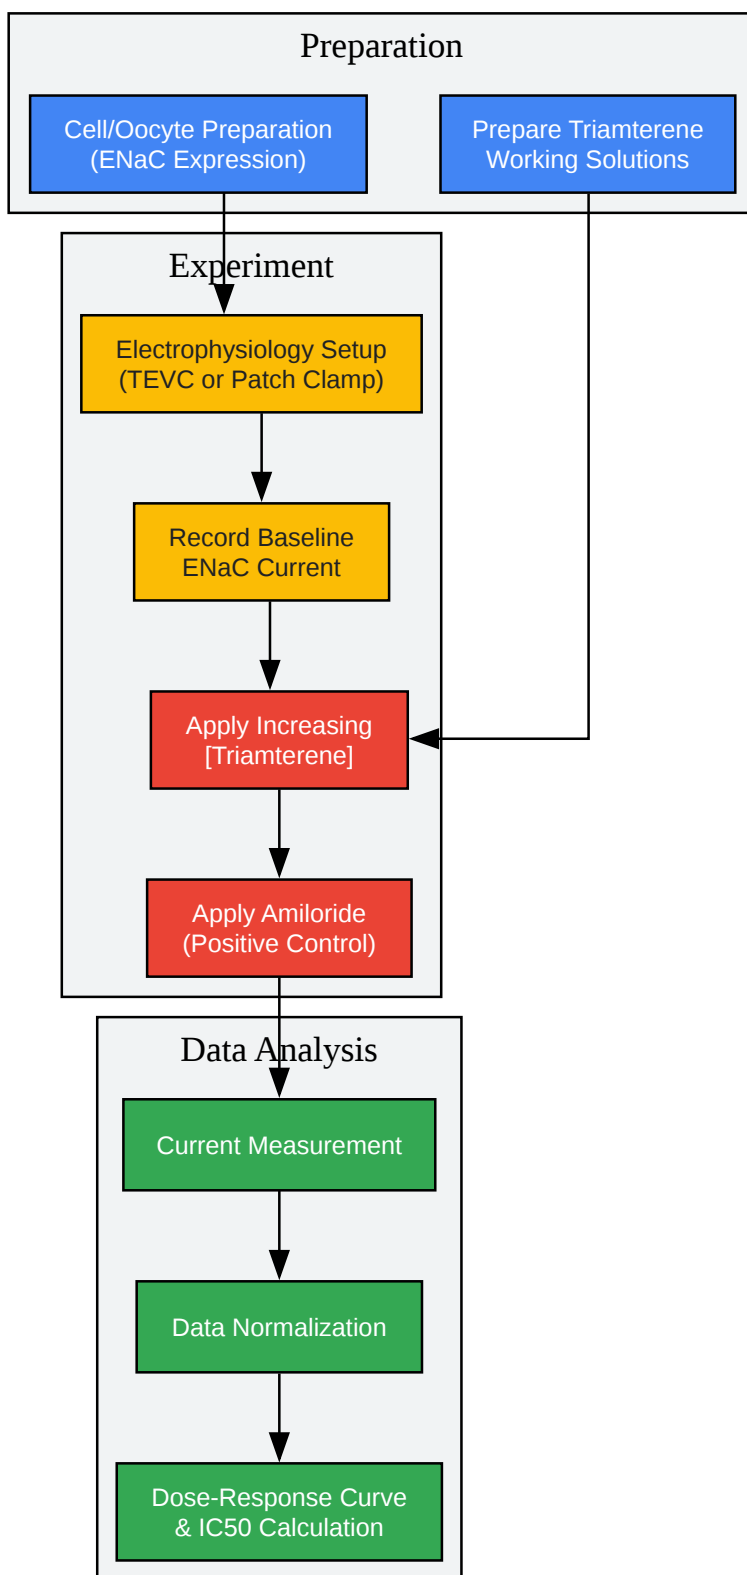 Preparation
Cell/Oocyte Preparation
(ENaC Expression)
Prepare Triamterene
Working Solutions
Experiment
Electrophysiology Setup
(TEVC or Patch Clamp)
Record Baseline
ENaC Current
Apply Increasing
[Triamterene]
Apply Amiloride
(Positive Control)
Data Analysis
Current Measurement
Data Normalization
Dose-Response Curve
& IC50 Calculation